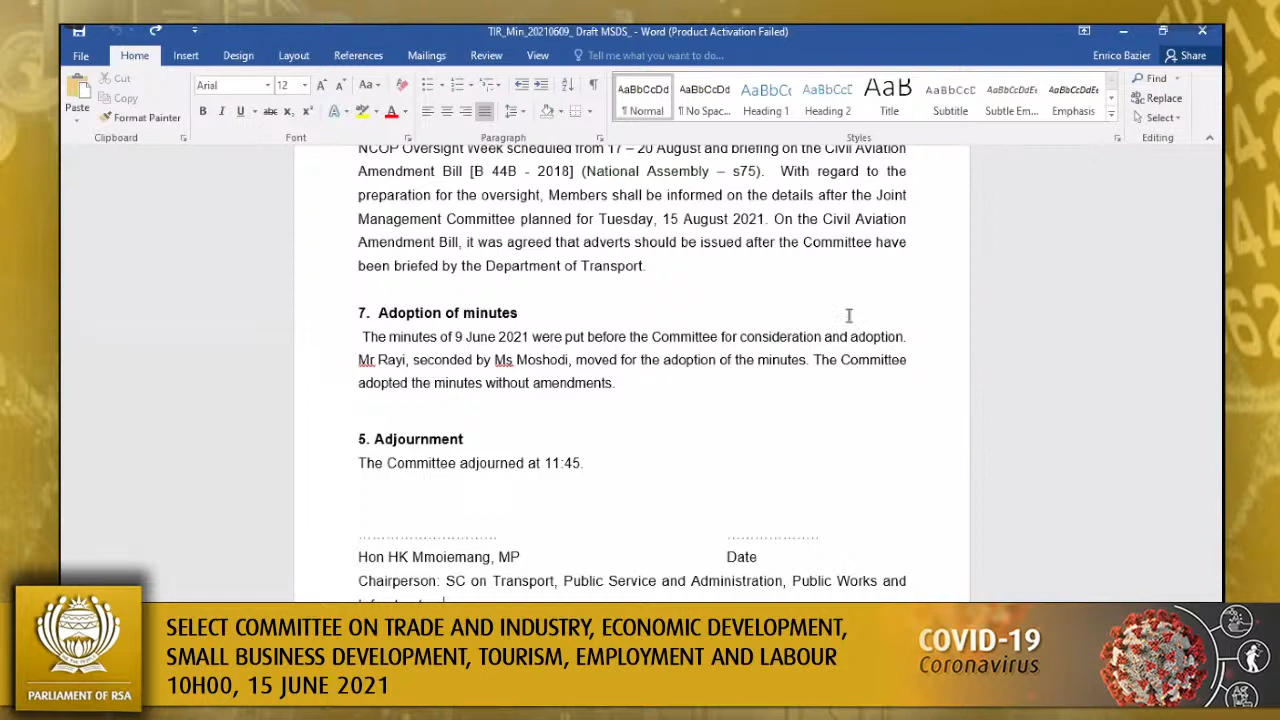 TIR_Min_20210609_ Draft MSDS_ - Word (Product Activation Failed)
File Home Insert Design Layout References Mailings Review View Tell me what you want to do... Enrico Bazier Share
Cut
Copy
Paste
Format Painter
Clipboard
Arial 12
Font
Paragraph
AaBbCcDd AaBbCcDd AaBbCc AaBbCcD AaB AaBbCcD AaBbCcDdE AaBbCcDdE
¶ Normal ¶ No Spac... Heading 1 Heading 2 Title Subtitle Subtle Em... Emphasis
Styles
Find
Replace
Select
Editing
NCOP Oversight Week scheduled from 17 – 20 August and briefing on the Civil Aviation
Amendment Bill [B 44B - 2018] (National Assembly – s75). With regard to the
preparation for the oversight, Members shall be informed on the details after the Joint
Management Committee planned for Tuesday, 15 August 2021. On the Civil Aviation
Amendment Bill, it was agreed that adverts should be issued after the Committee have
been briefed by the Department of Transport.
7. Adoption of minutes
The minutes of 9 June 2021 were put before the Committee for consideration and adoption.
Mr Rayi, seconded by Ms Moshodi, moved for the adoption of the minutes. The Committee
adopted the minutes without amendments.
5. Adjournment
The Committee adjourned at 11:45.
Hon HK Mmoiemang, MP Date
Chairperson: SC on Transport, Public Service and Administration, Public Works and
SELECT COMMITTEE ON TRADE AND INDUSTRY, ECONOMIC DEVELOPMENT,
SMALL BUSINESS DEVELOPMENT, TOURISM, EMPLOYMENT AND LABOUR
10H00, 15 JUNE 2021
PARLIAMENT OF RSA
COVID-19
Coronavirus